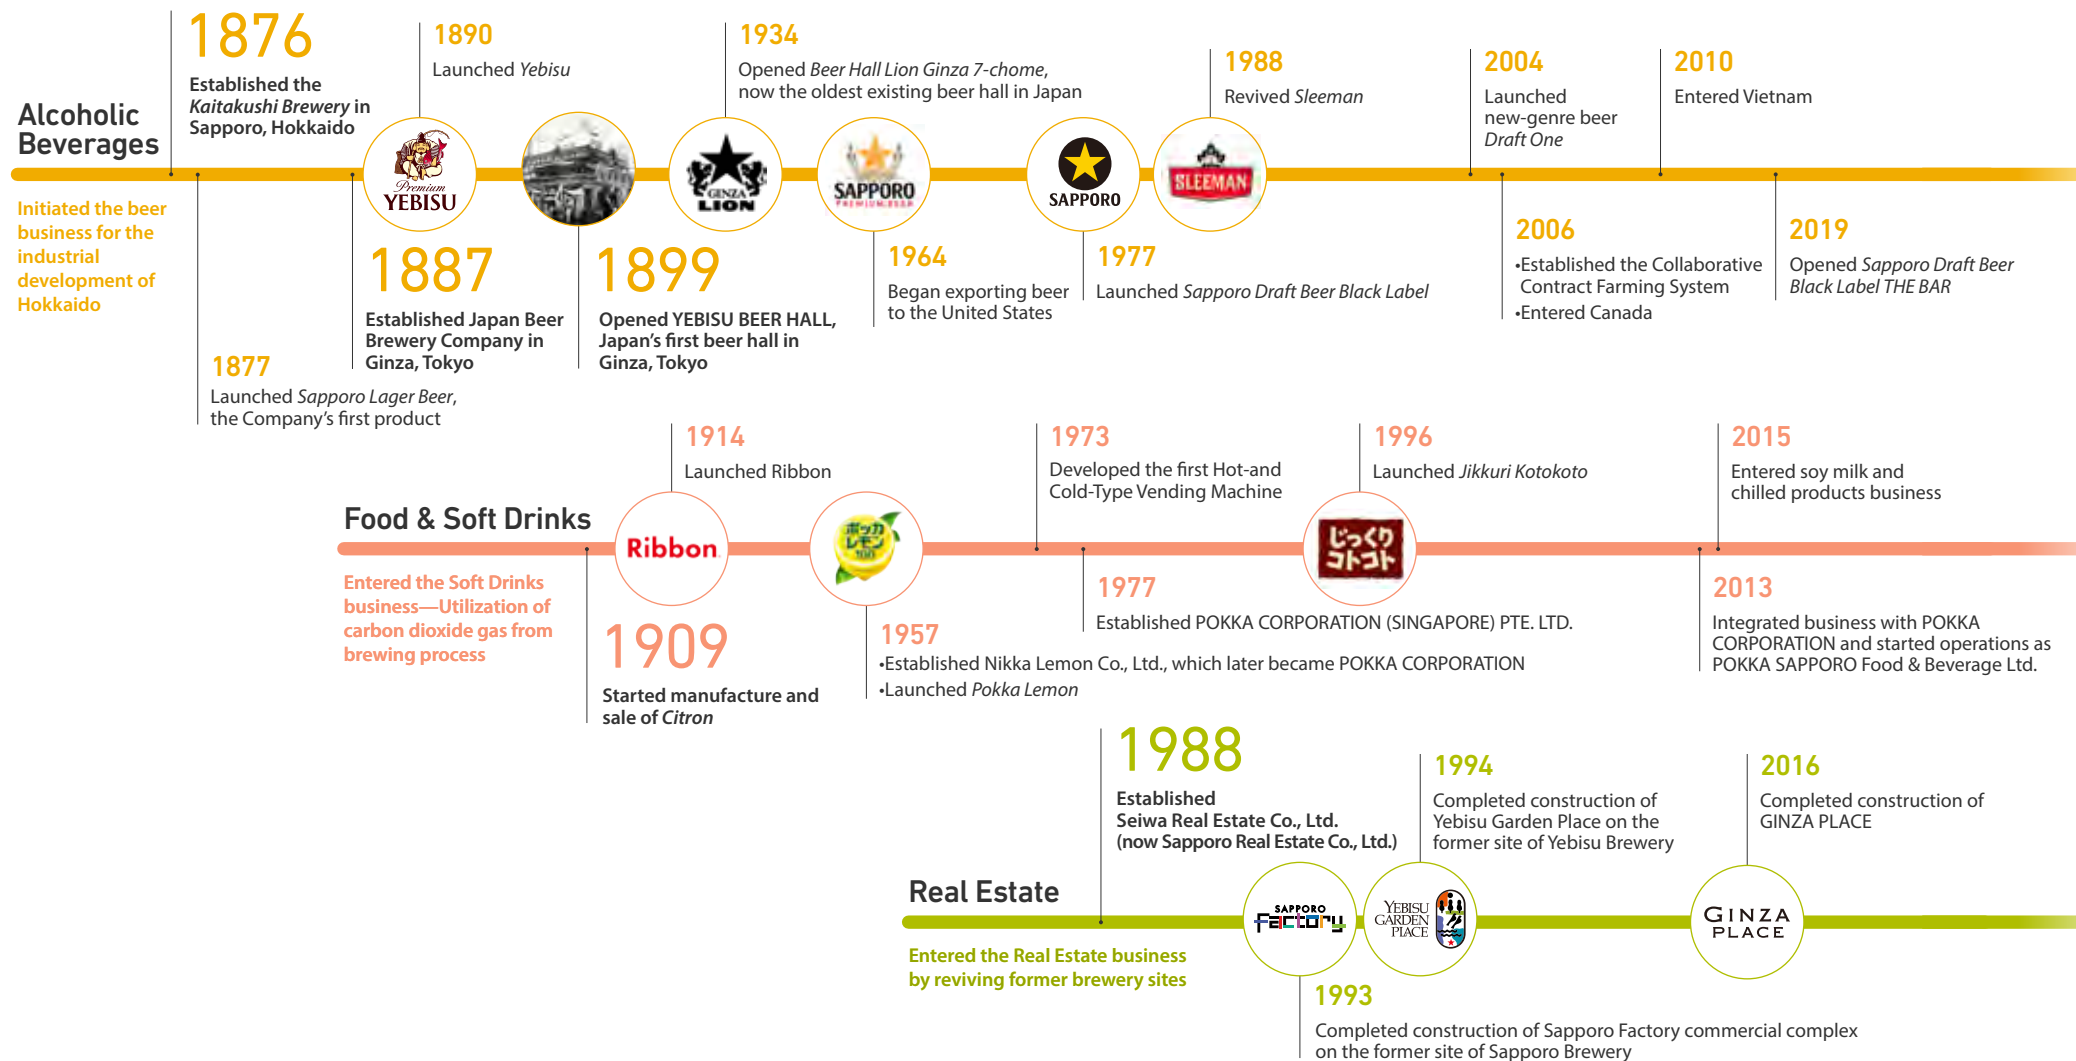 Alcoholic
Beverages
Initiated the beer
business for the
industrial
development of
Hokkaido
1876
Established the
Kaitakushi Brewery in
Sapporo, Hokkaido
1877
Launched Sapporo Lager Beer,
the Company's first product
1890
Launched Yebisu
Premium
YEBISU
1887
Established Japan Beer
Brewery Company in
Ginza, Tokyo
1899
Opened YEBISU BEER HALL,
Japan's first beer hall in
Ginza, Tokyo
1934
Opened Beer Hall Lion Ginza 7-chome,
now the oldest existing beer hall in Japan
GINZA
LION
SAPPORO
PREMIUM BEER
1964
Began exporting beer
to the United States
SAPPORO
1977
Launched Sapporo Draft Beer Black Label
1988
Revived Sleeman
SLEEMAN
2004
Launched
new-genre beer
Draft One
2006
•Established the Collaborative
Contract Farming System
•Entered Canada
2010
Entered Vietnam
2019
Opened Sapporo Draft Beer
Black Label THE BAR
Food & Soft Drinks
Entered the Soft Drinks
business—Utilization of
carbon dioxide gas from
brewing process
1909
Started manufacture and
sale of Citron
1914
Launched Ribbon
Ribbon
ポッカ
レモン
100
1957
•Established Nikka Lemon Co., Ltd., which later became POKKA CORPORATION
•Launched Pokka Lemon
1973
Developed the first Hot-and
Cold-Type Vending Machine
1977
Established POKKA CORPORATION (SINGAPORE) PTE. LTD.
1996
Launched Jikkuri Kotokoto
じっくり
コトコト
2015
Entered soy milk and
chilled products business
2013
Integrated business with POKKA
CORPORATION and started operations as
POKKA SAPPORO Food & Beverage Ltd.
Real Estate
Entered the Real Estate business
by reviving former brewery sites
1988
Established
Seiwa Real Estate Co., Ltd.
(now Sapporo Real Estate Co., Ltd.)
SAPPORO
Factory
1993
Completed construction of Sapporo Factory commercial complex
on the former site of Sapporo Brewery
1994
Completed construction of
Yebisu Garden Place on the
former site of Yebisu Brewery
YEBISU
GARDEN
PLACE
2016
Completed construction of
GINZA PLACE
GINZA
PLACE